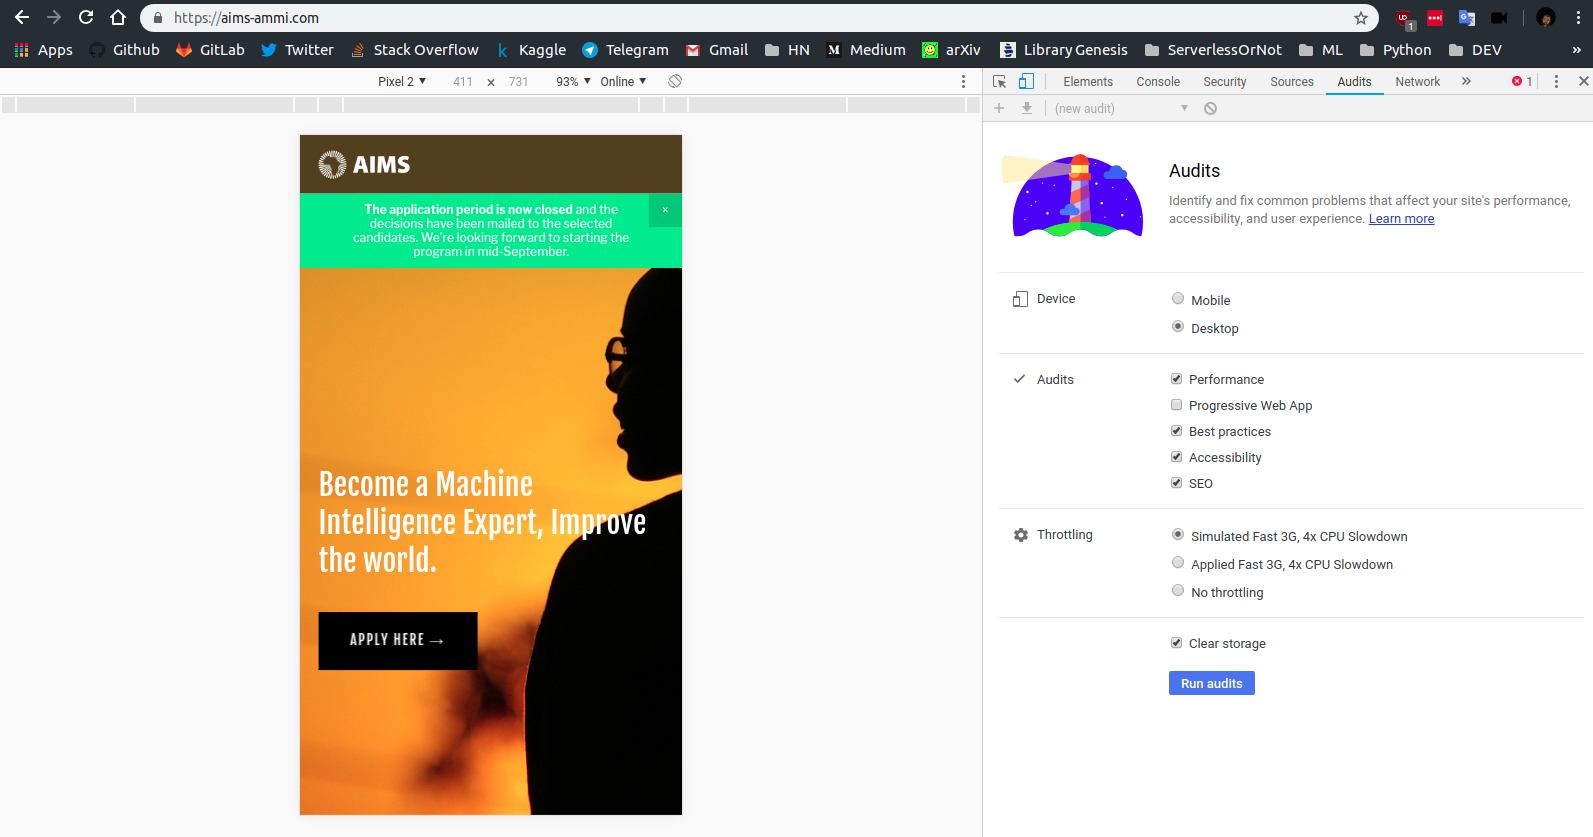 https://aims-ammi.com
UD
1
Apps Github GitLab Twitter Stack Overflow Kaggle Telegram Gmail HN Medium arXiv Library Genesis ServerlessOrNot ML Python DEV »
Pixel 2 ▼ 411 × 731 93% ▼ Online ▼
Elements Console Security Sources Audits Network » 1
(new audit)
AIMS
The application period is now closed and the
decisions have been mailed to the selected
candidates. We're looking forward to starting the
program in mid-September.
×
Become a Machine
Intelligence Expert, Improve
the world.
APPLY HERE →
Audits
Identify and fix common problems that affect your site's performance,
accessibility, and user experience. Learn more
Device
Mobile
Desktop
Audits
Performance
Progressive Web App
Best practices
Accessibility
SEO
Throttling
Simulated Fast 3G, 4x CPU Slowdown
Applied Fast 3G, 4x CPU Slowdown
No throttling
Clear storage
Run audits